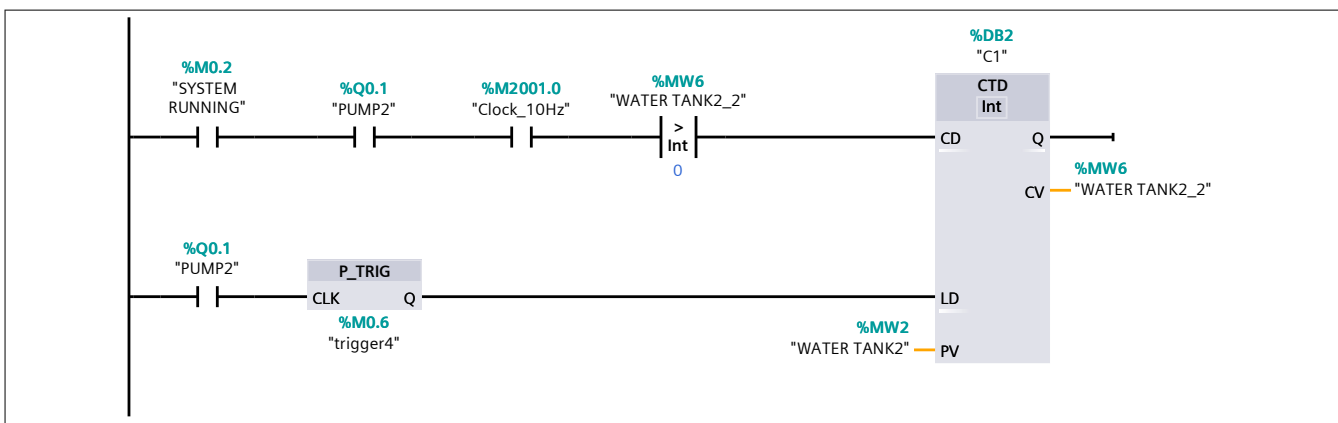 %DB2
"C1"
%M0.2
"SYSTEM
RUNNING"
%Q0.1
"PUMP2"
%M2001.0
"Clock_10Hz"
%MW6
"WATER TANK2_2"
>
Int
0
CTD
Int
CD
Q
%MW6
CV
"WATER TANK2_2"
%Q0.1
"PUMP2"
P_TRIG
CLK
Q
%M0.6
"trigger4"
LD
%MW2
"WATER TANK2"
PV